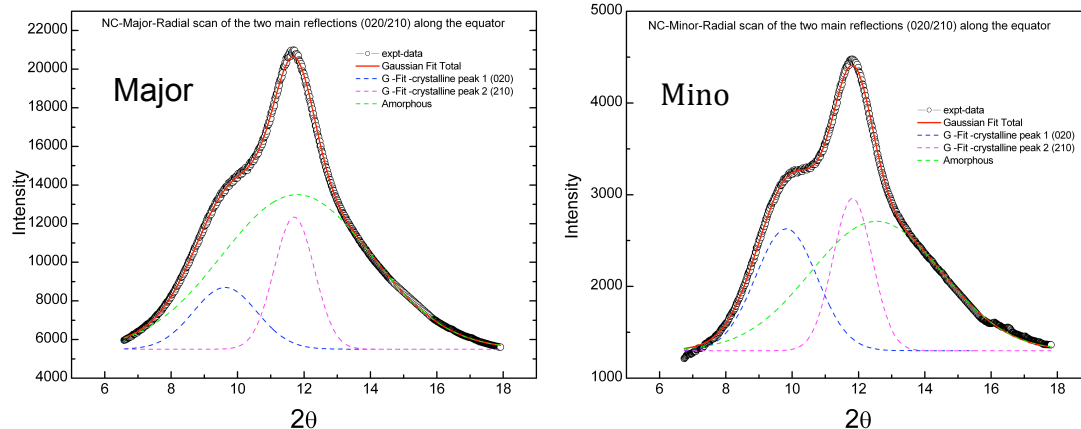 NC-Major-Radial scan of the two main reflections (020/210) along the equator
Major
expt-data
Gaussian Fit Total
G -Fit -crystalline peak 1 (020)
G -Fit -crystalline peak 2 (210)
Amorphous
Intensity
22000
20000
18000
16000
14000
12000
10000
8000
6000
4000
6 8 10 12 14 16 18
2θ
NC-Minor-Radial scan of the two main reflections (020/210) along the equator
Mino
expt-data
Gaussian Fit Total
G -Fit -crystalline peak 1 (020)
G -Fit -crystalline peak 2 (210)
Amorphous
Intensity
5000
4000
3000
2000
1000
6 8 10 12 14 16 18
2θ